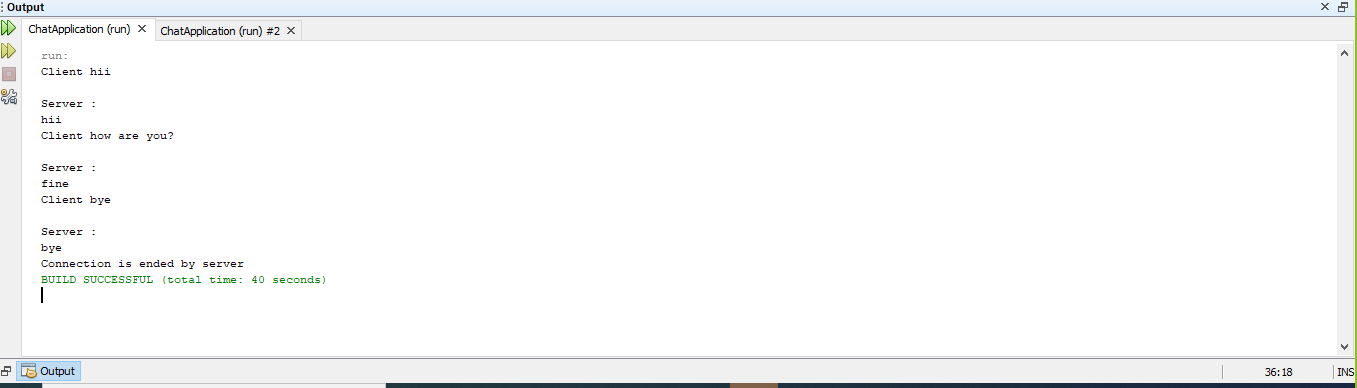 Output
ChatApplication (run)
ChatApplication (run) #2
run:
Client hii
Server :
hii
Client how are you?
Server :
fine
Client bye
Server :
bye
Connection is ended by server
BUILD SUCCESSFUL (total time: 40 seconds)
Output
36:18
INS